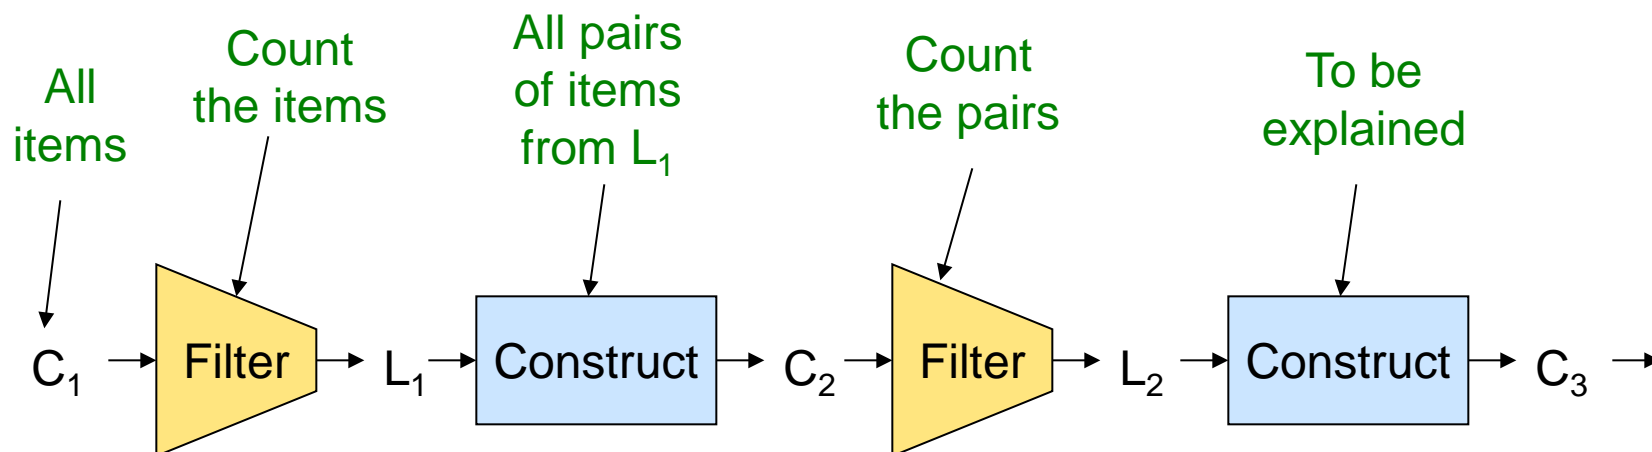 All
items
Count
the items
All pairs
of items
from L₁
Count
the pairs
To be
explained
C₁
Filter
L₁
Construct
C₂
Filter
L₂
Construct
C₃